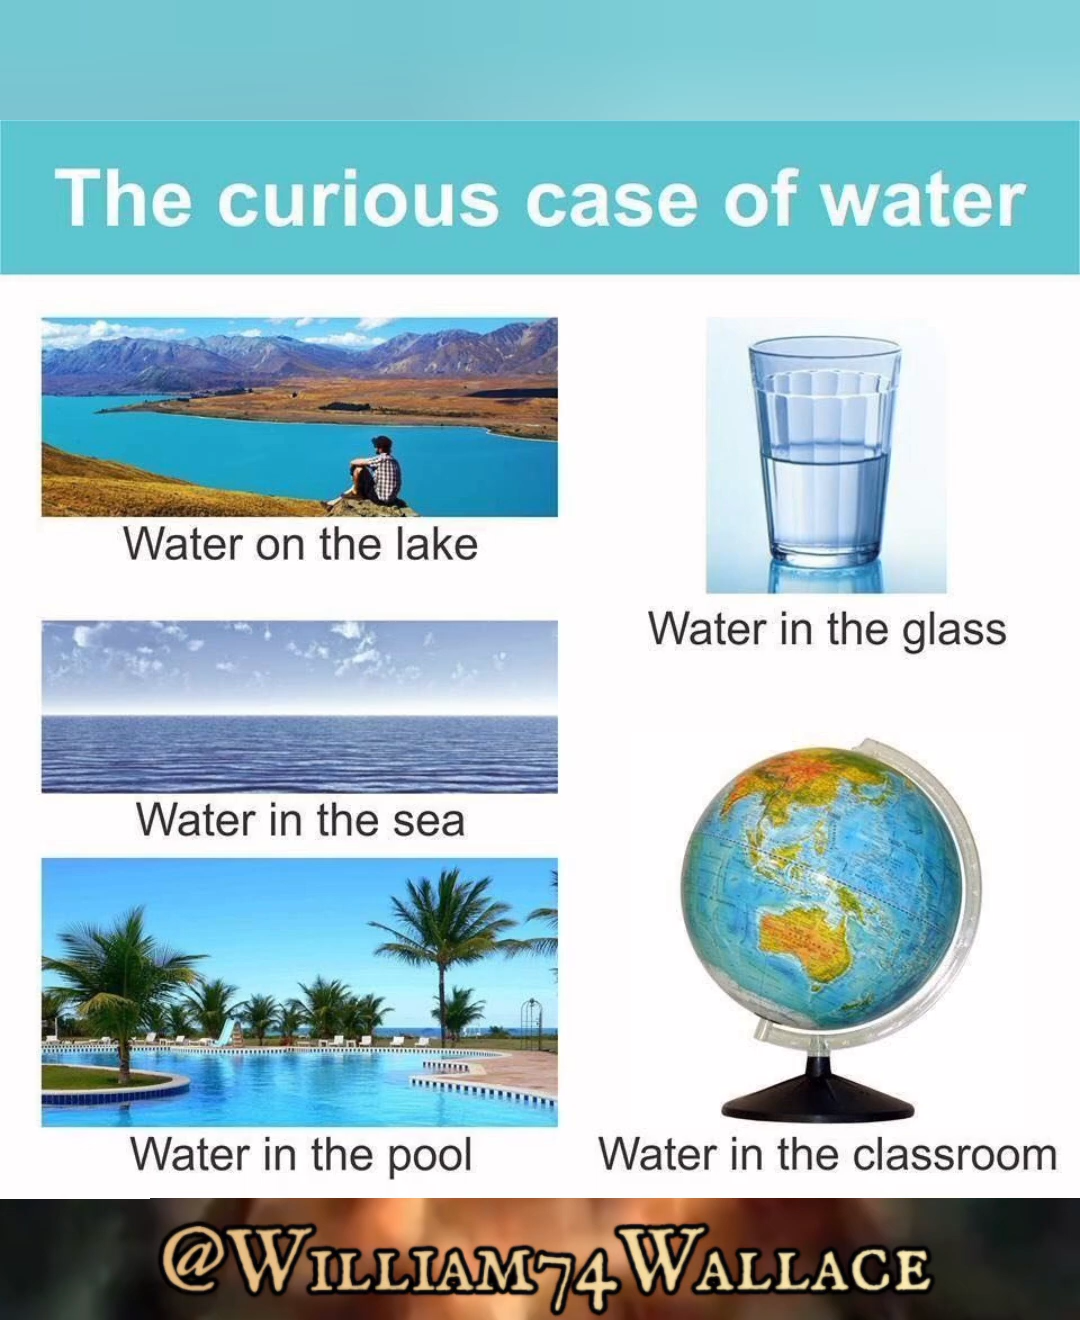 The curious case of water
Water on the lake
Water in the glass
Water in the sea
Water in the pool
Water in the classroom
@William74Wallace